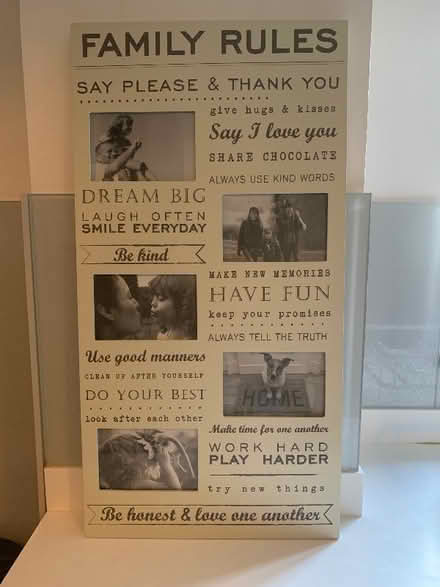 FAMILY RULES
SAY PLEASE & THANK YOU
give hugs & kisses
Say I love you
SHARE CHOCOLATE
ALWAYS USE KIND WORDS
DREAM BIG
LAUGH OFTEN
SMILE EVERYDAY
Be kind
MAKE NEW MEMORIES
HAVE FUN
keep your promises
ALWAYS TELL THE TRUTH
Use good manners
CLEAN UP AFTER YOURSELF
DO YOUR BEST
look after each other
HOME
Make time for one another
WORK HARD
PLAY HARDER
try new things
Be honest & love one another